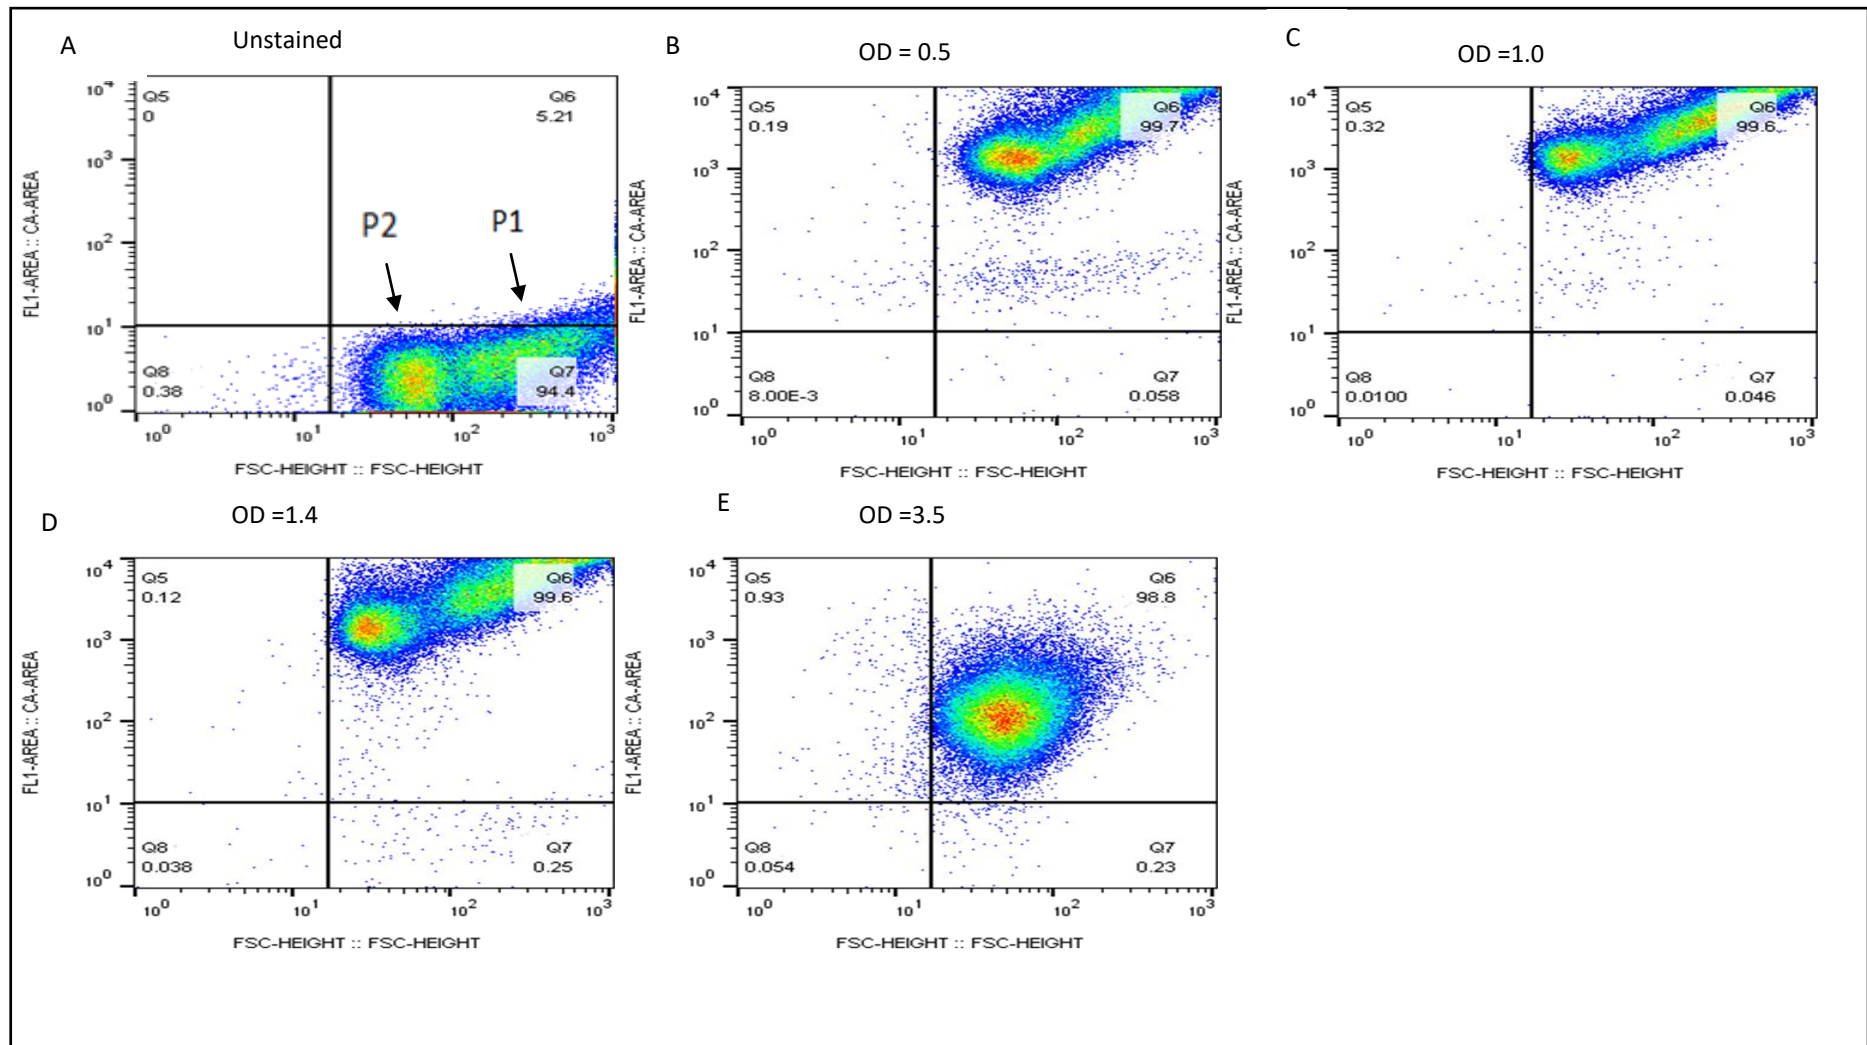 A
Unstained
10⁴
10³
10²
10¹
10⁰
Q5
0
Q6
5.21
P2
P1
Q8
0.38
Q7
94.4
10⁰
10¹
10²
10³
FL1-AREA :: CA-AREA
FSC-HEIGHT :: FSC-HEIGHT
B
OD = 0.5
10⁴
10³
10²
10¹
10⁰
Q5
0.19
Q6
99.7
Q8
8.00E-3
Q7
0.058
10⁰
10¹
10²
10³
FL1-AREA :: CA-AREA
FSC-HEIGHT :: FSC-HEIGHT
C
OD =1.0
10⁴
10³
10²
10¹
10⁰
Q5
0.32
Q6
99.6
Q8
0.0100
Q7
0.046
10⁰
10¹
10²
10³
FL1-AREA :: CA-AREA
FSC-HEIGHT :: FSC-HEIGHT
D
OD =1.4
10⁴
10³
10²
10¹
10⁰
Q5
0.12
Q6
99.6
Q8
0.038
Q7
0.25
10⁰
10¹
10²
10³
FL1-AREA :: CA-AREA
FSC-HEIGHT :: FSC-HEIGHT
E
OD =3.5
10⁴
10³
10²
10¹
10⁰
Q5
0.93
Q6
98.8
Q8
0.054
Q7
0.23
10⁰
10¹
10²
10³
FL1-AREA :: CA-AREA
FSC-HEIGHT :: FSC-HEIGHT